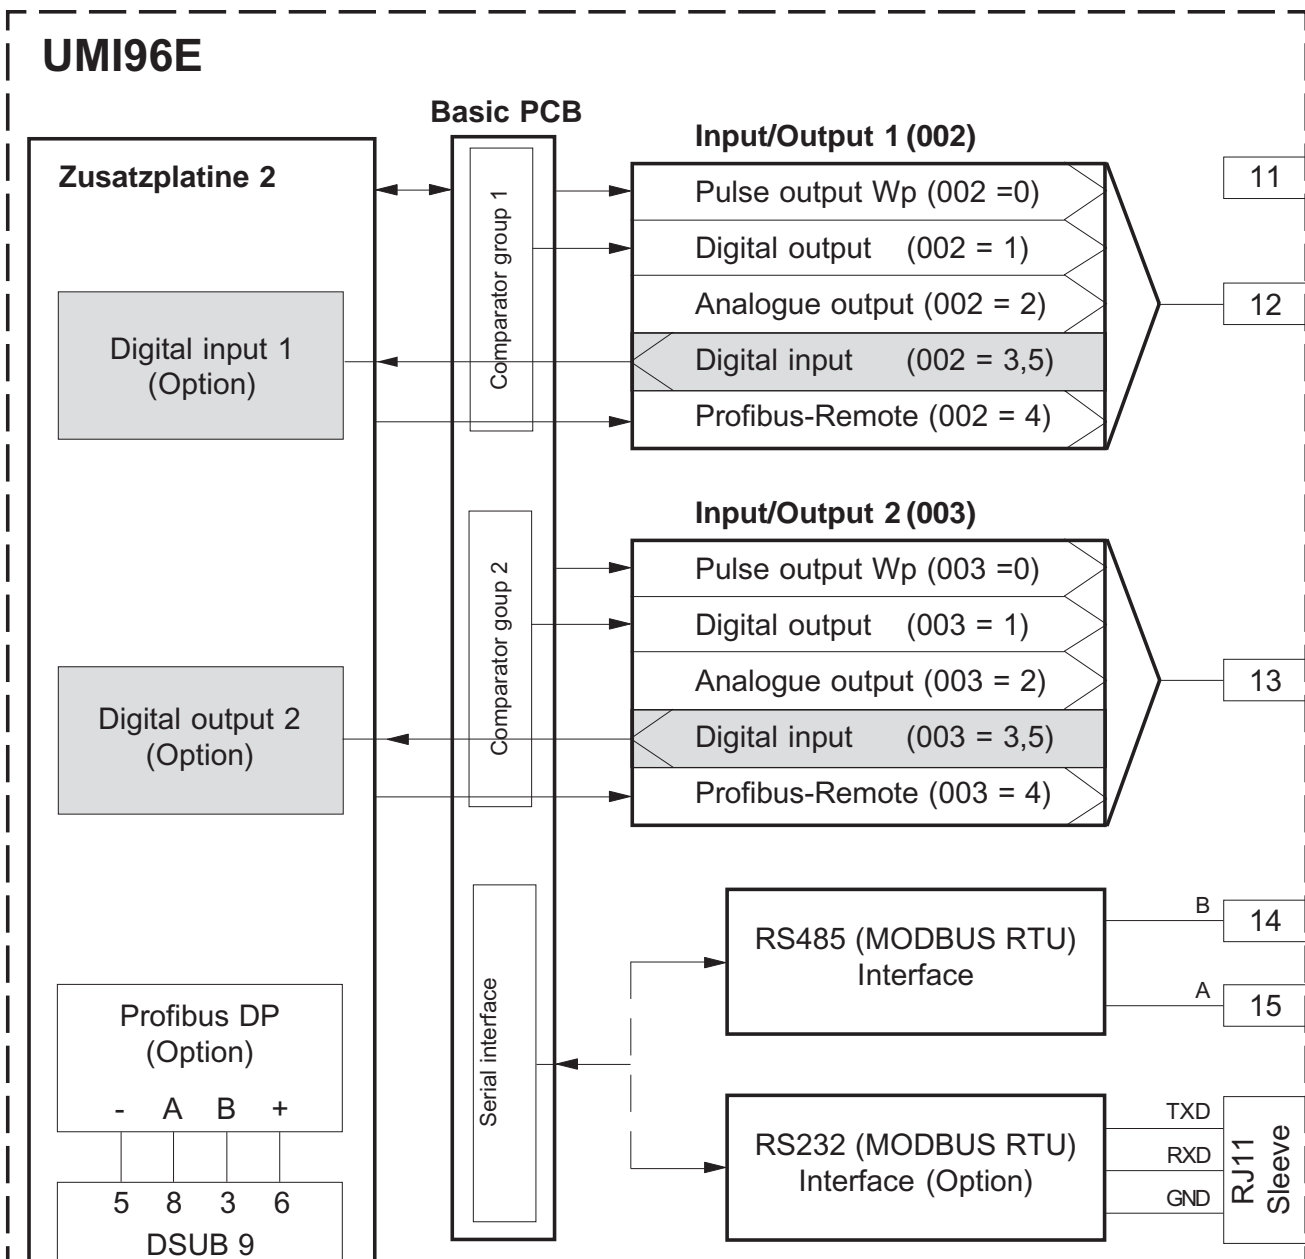 UMI96E
Basic PCB
Zusatzplatine 2
Digital input 1
(Option)
Digital output 2
(Option)
Profibus DP
(Option)
- A B +
5 8 3 6
DSUB 9
Comparator group 1
Comparator goup 2
Serial interface
Input/Output 1 (002)
Pulse output Wp (002 =0)
Digital output (002 = 1)
Analogue output (002 = 2)
Digital input (002 = 3,5)
Profibus-Remote (002 = 4)
11
12
Input/Output 2 (003)
Pulse output Wp (003 =0)
Digital output (003 = 1)
Analogue output (003 = 2)
Digital input (003 = 3,5)
Profibus-Remote (003 = 4)
13
RS485 (MODBUS RTU)
Interface
B
14
A
15
RS232 (MODBUS RTU)
Interface (Option)
TXD
RXD
GND
RJ11
Sleeve